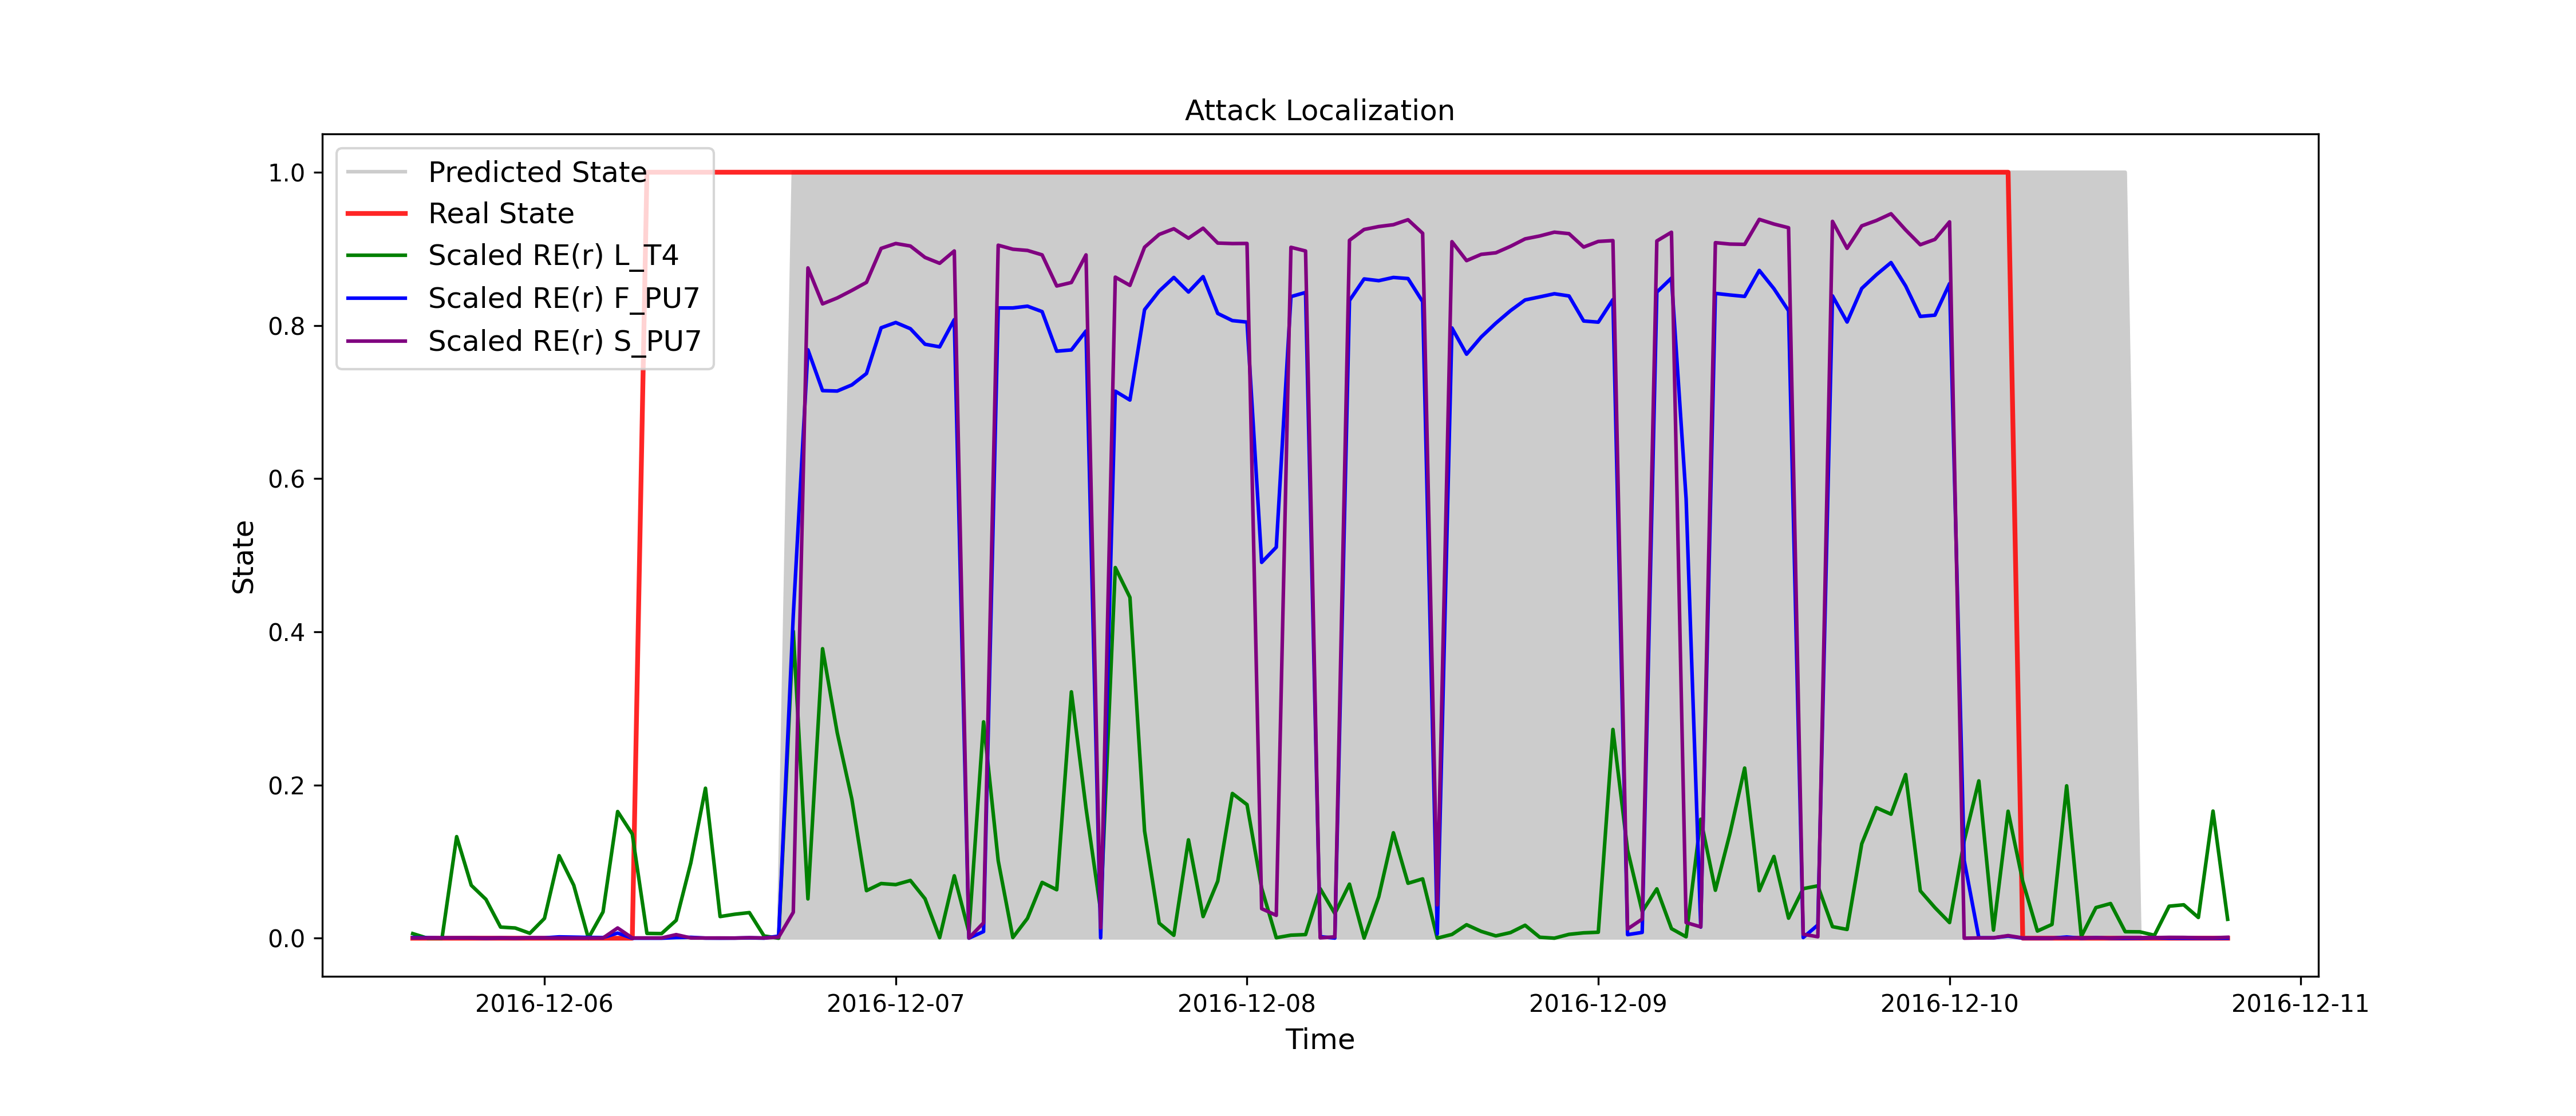 Attack Localization
1.0
0.8
0.6
0.4
0.2
0.0
State
Predicted State
Real State
Scaled RE(r) L_T4
Scaled RE(r) F_PU7
Scaled RE(r) S_PU7
2016-12-06
2016-12-07
2016-12-08
2016-12-09
2016-12-10
2016-12-11
Time